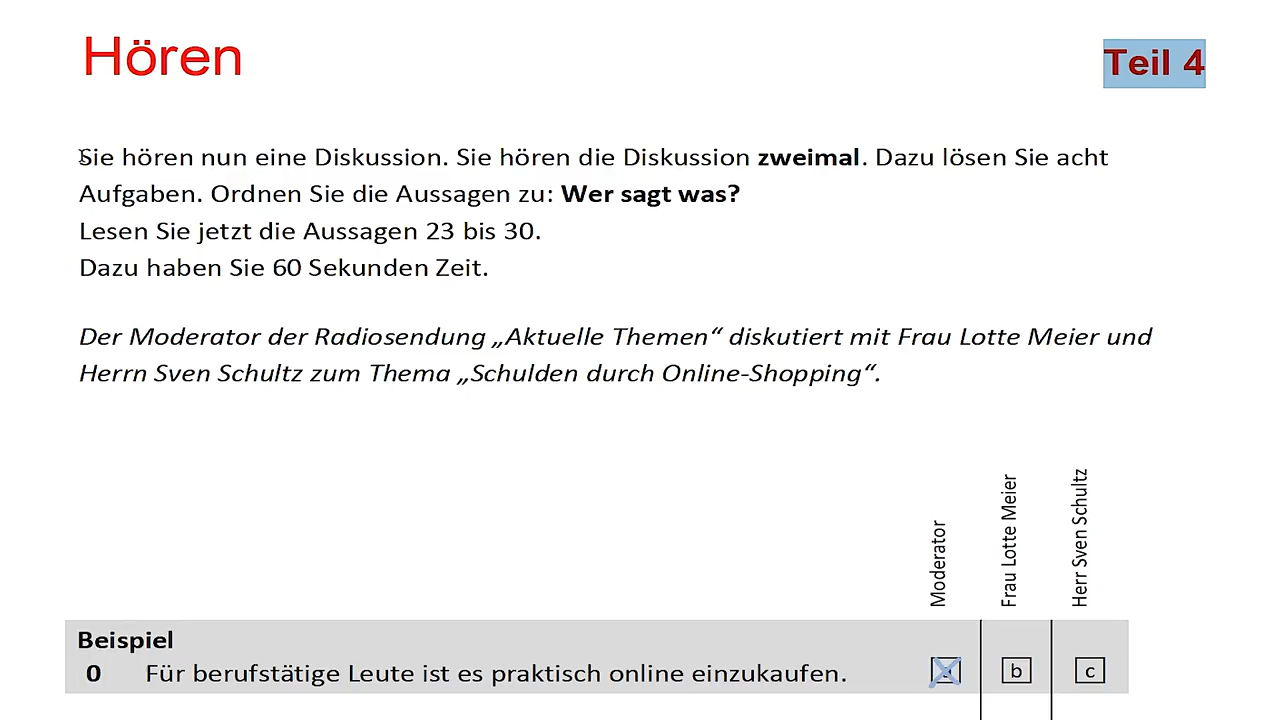 Hören
Teil 4
Sie hören nun eine Diskussion. Sie hören die Diskussion zweimal. Dazu lösen Sie acht
Aufgaben. Ordnen Sie die Aussagen zu: Wer sagt was?
Lesen Sie jetzt die Aussagen 23 bis 30.
Dazu haben Sie 60 Sekunden Zeit.
Der Moderator der Radiosendung „Aktuelle Themen“ diskutiert mit Frau Lotte Meier und
Herrn Sven Schultz zum Thema „Schulden durch Online-Shopping“.
Moderator
Frau Lotte Meier
Herr Sven Schultz
Beispiel
0 Für berufstätige Leute ist es praktisch online einzukaufen. b c